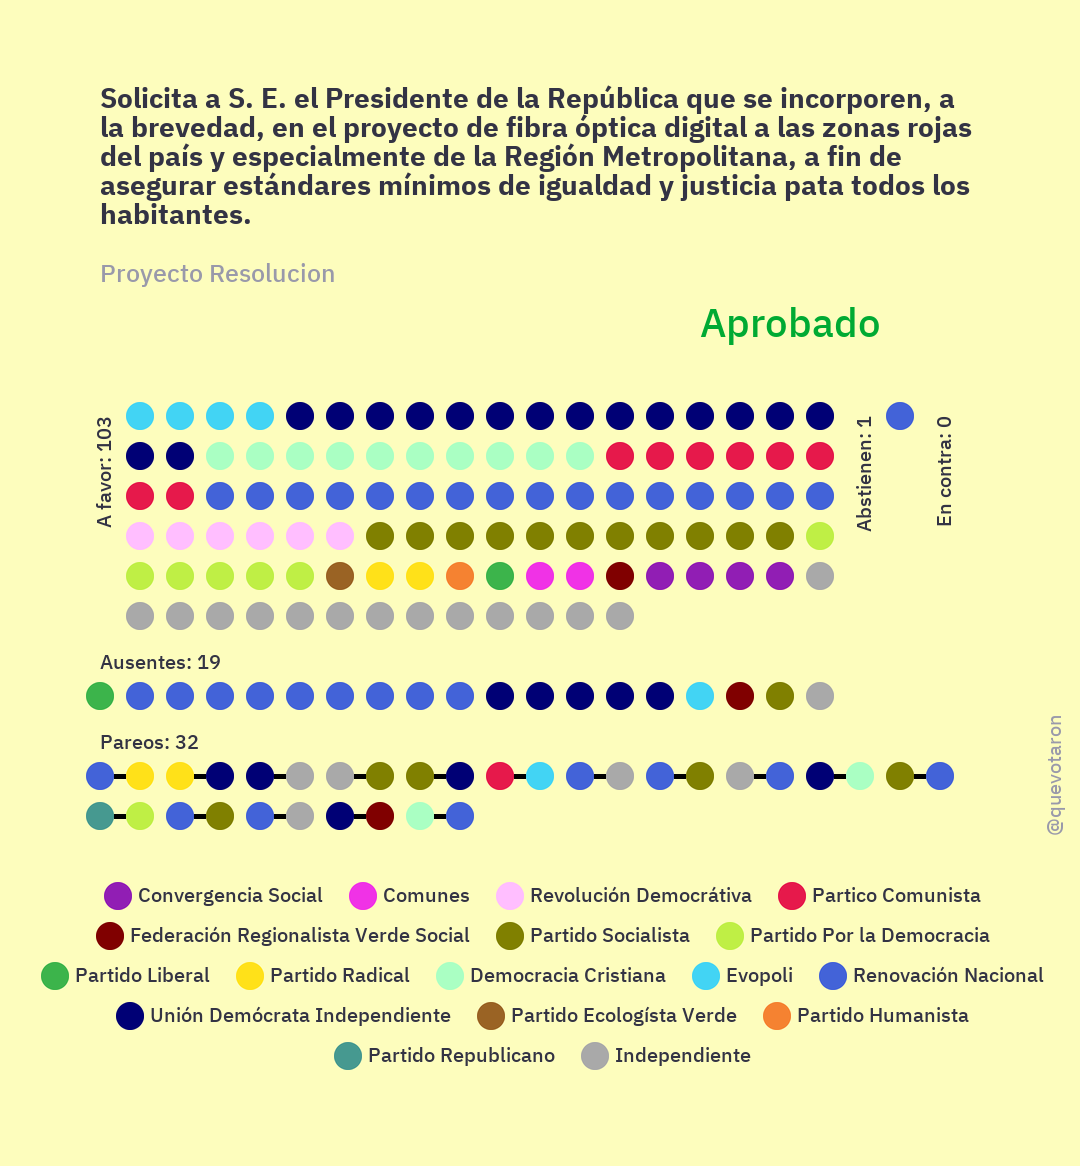 Solicita a S. E. el Presidente de la República que se incorporen, a
la brevedad, en el proyecto de fibra óptica digital a las zonas rojas
del país y especialmente de la Región Metropolitana, a fin de
asegurar estándares mínimos de igualdad y justicia pata todos los
habitantes.
Proyecto Resolucion
Aprobado
A favor: 103
Abstienen: 1
En contra: 0
Ausentes: 19
Pareos: 32
@quevotaron
Convergencia Social
Comunes
Revolución Democrátiva
Partico Comunista
Federación Regionalista Verde Social
Partido Socialista
Partido Por la Democracia
Partido Liberal
Partido Radical
Democracia Cristiana
Evopoli
Renovación Nacional
Unión Demócrata Independiente
Partido Ecologísta Verde
Partido Humanista
Partido Republicano
Independiente